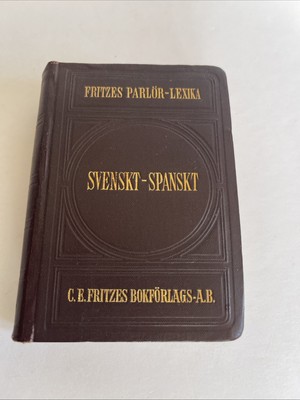 FRITZES PARLÖR-LEXIKA
SVENSKT-SPANSKT
C. E. FRITZES BOKFÖRLAGS-A.B.